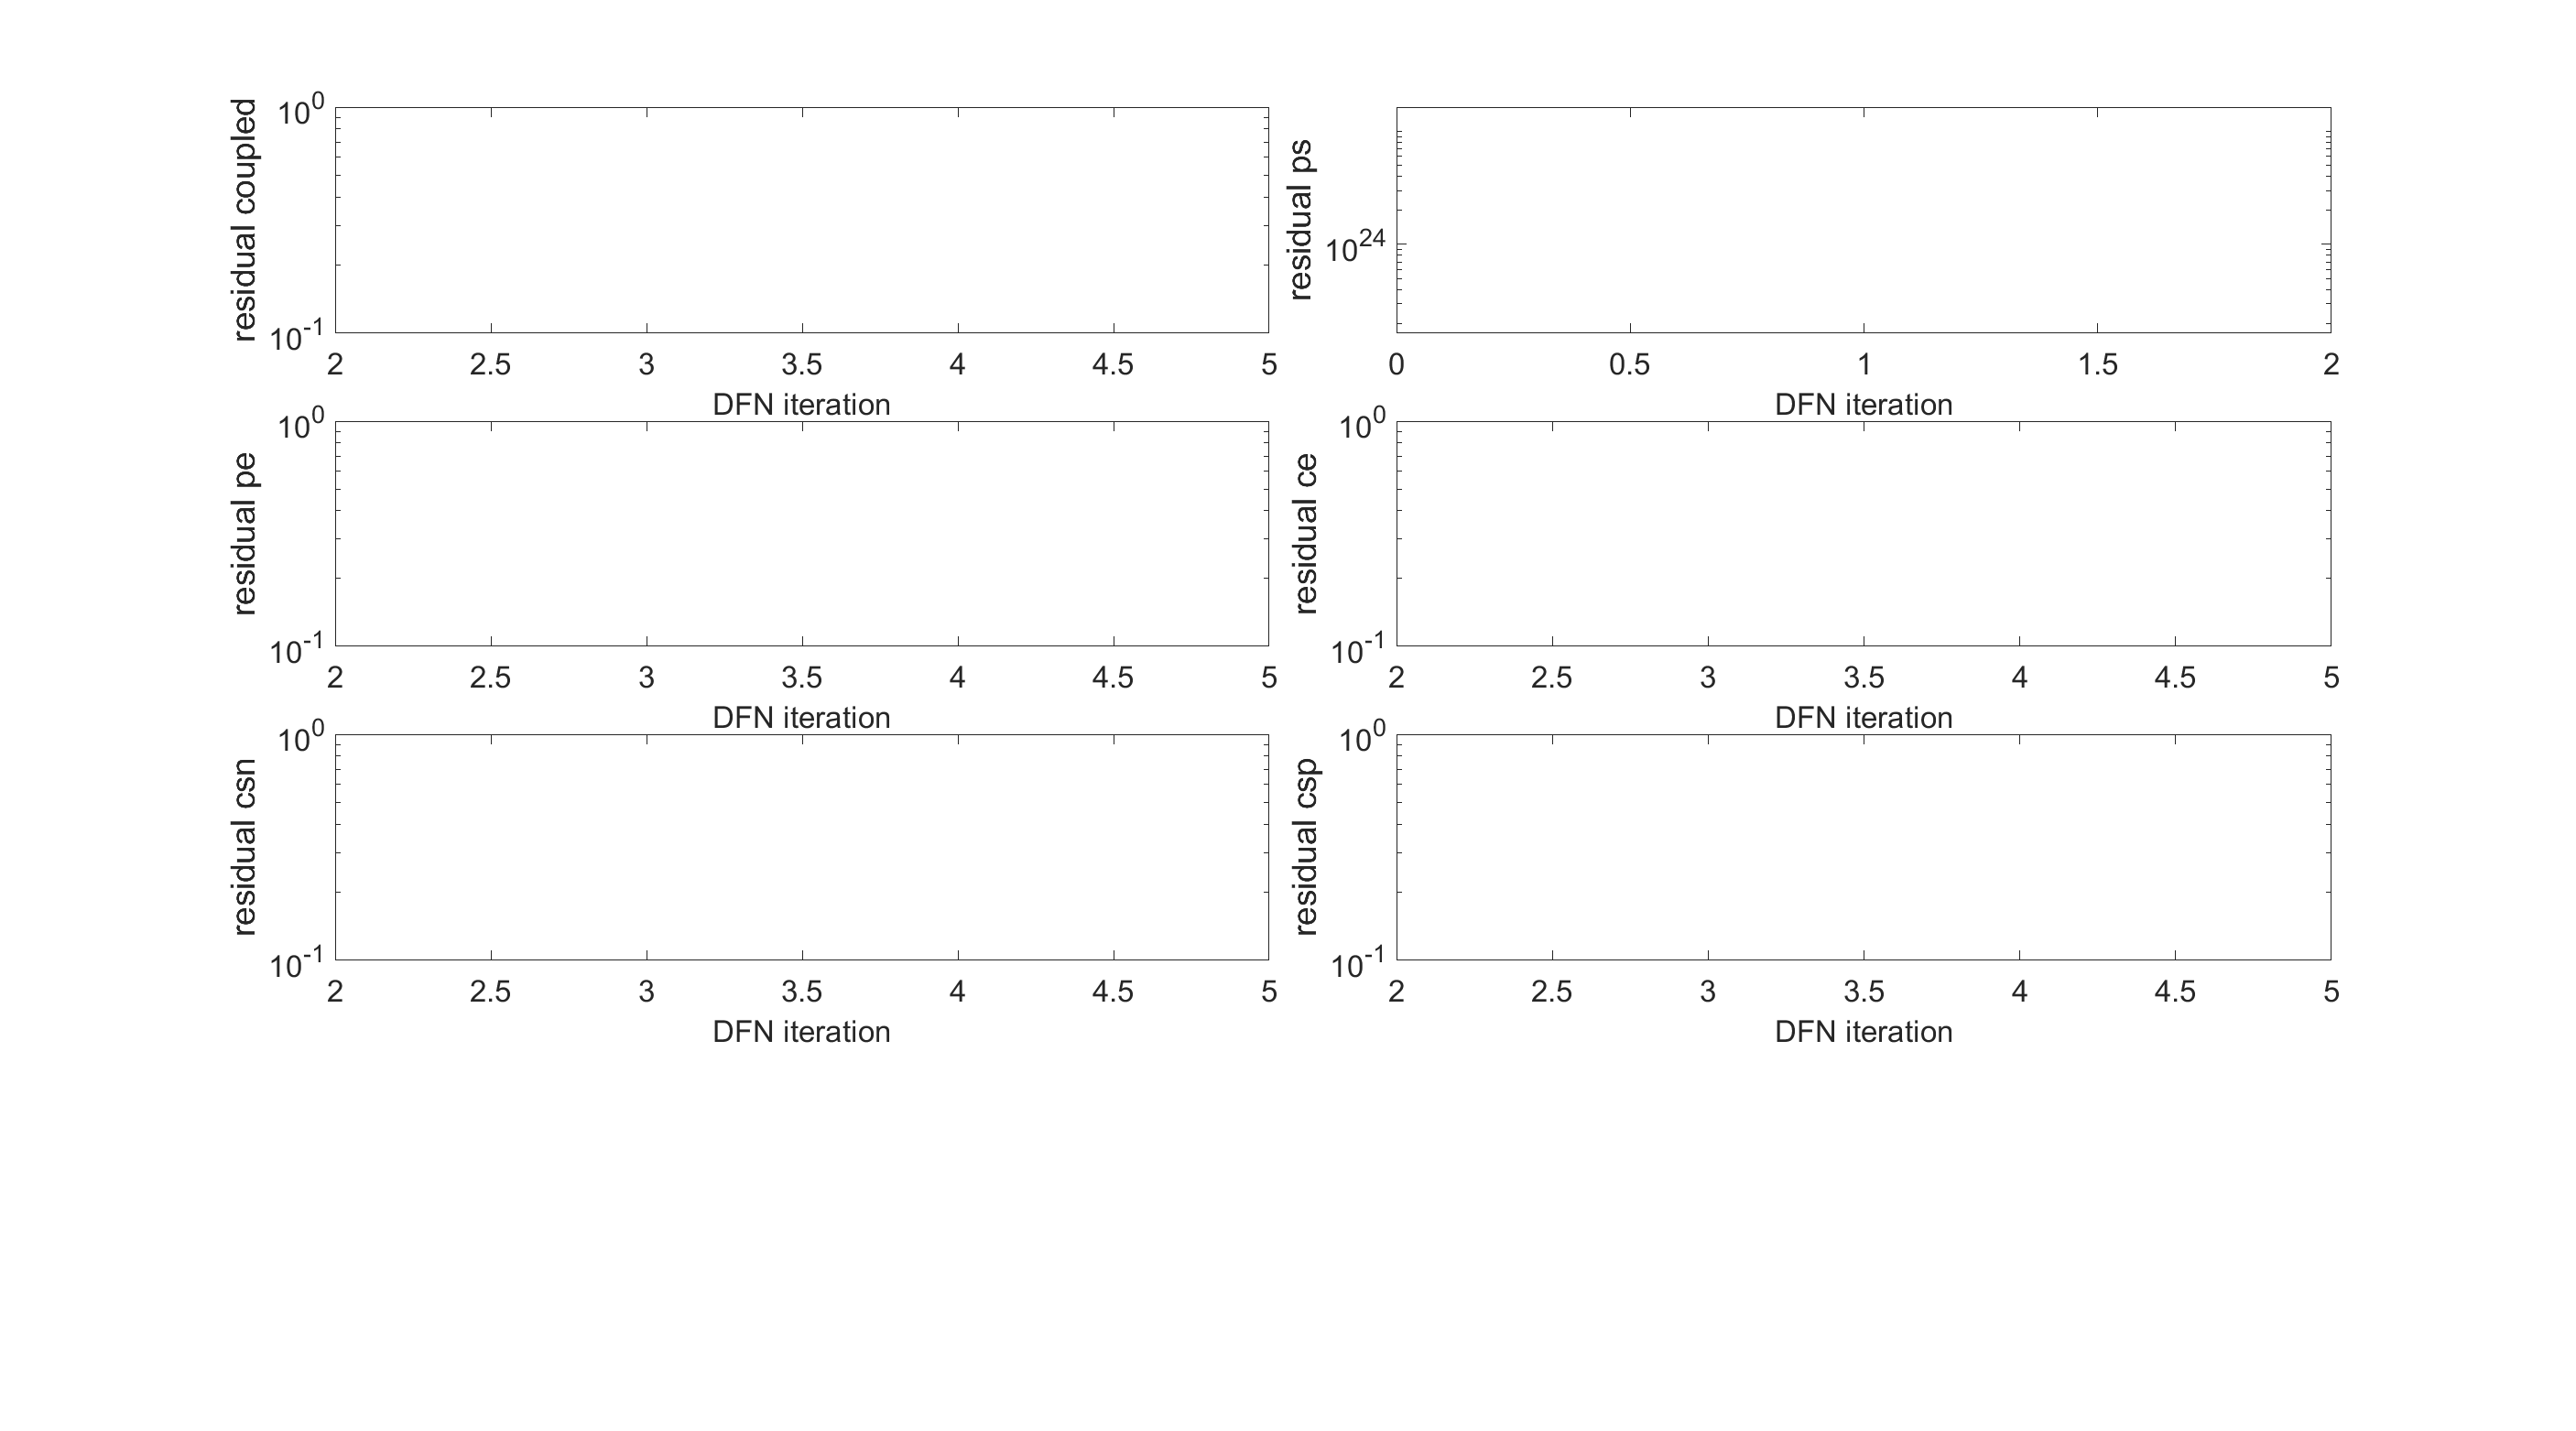 residual coupled
10^0
10^-1
2 2.5 3 3.5 4 4.5 5
DFN iteration
residual ps
10^24
0 0.5 1 1.5 2
DFN iteration
residual pe
10^0
10^-1
2 2.5 3 3.5 4 4.5 5
DFN iteration
residual ce
10^0
10^-1
2 2.5 3 3.5 4 4.5 5
DFN iteration
residual csn
10^0
10^-1
2 2.5 3 3.5 4 4.5 5
DFN iteration
residual csp
10^0
10^-1
2 2.5 3 3.5 4 4.5 5
DFN iteration